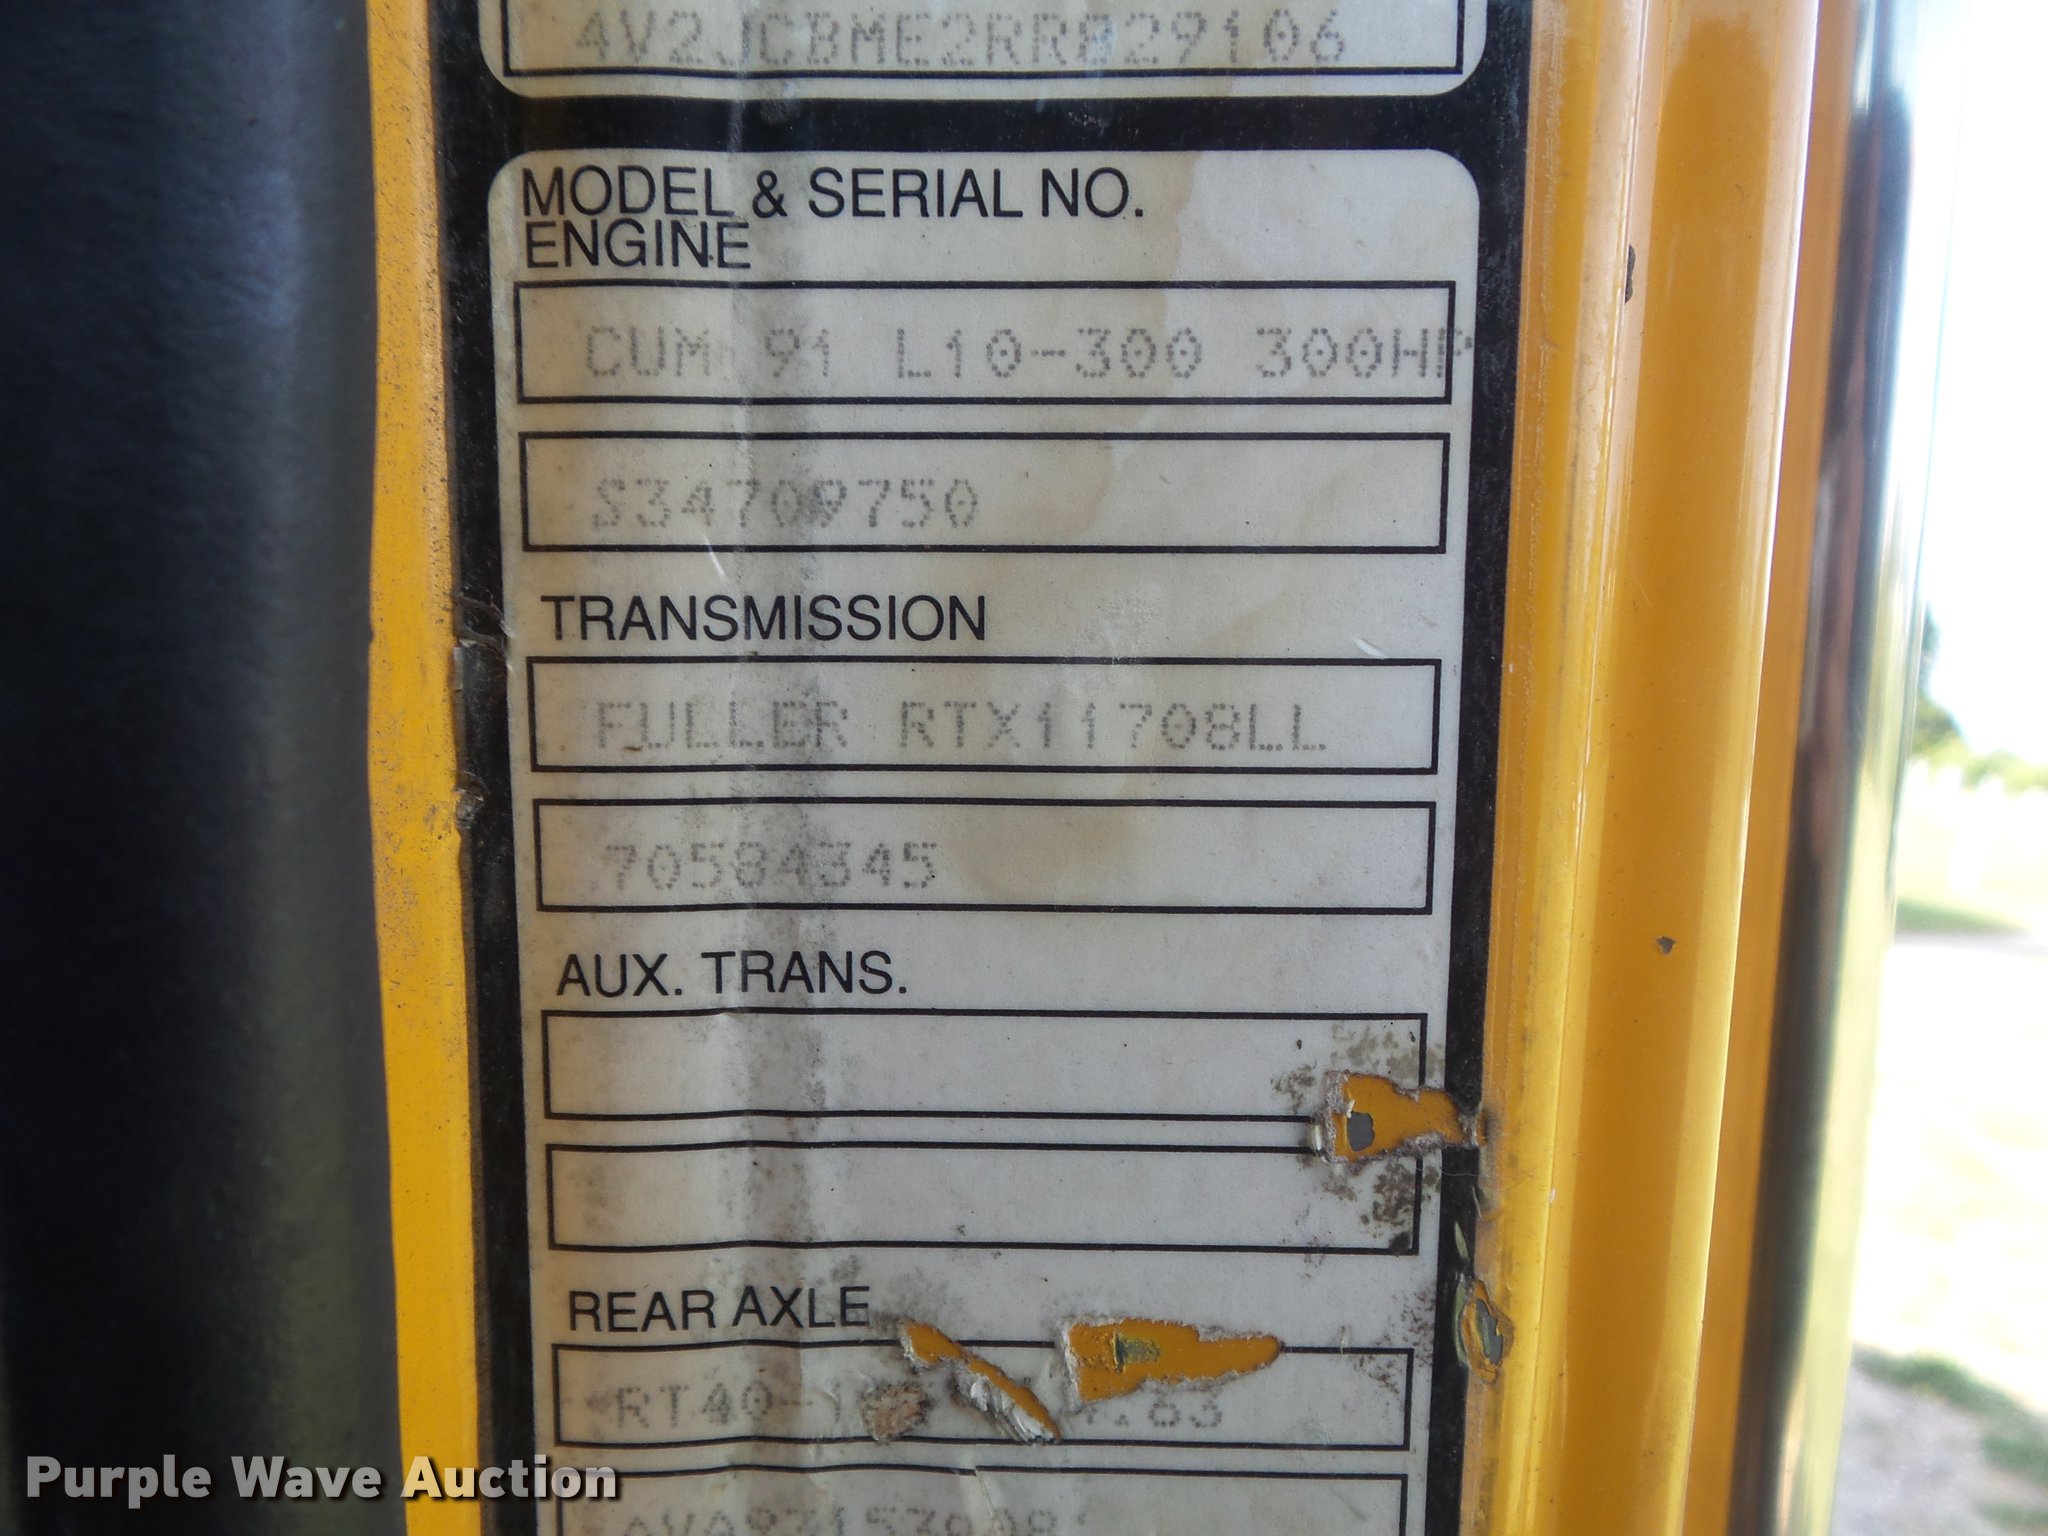 4V2JCBME2RR829106
MODEL & SERIAL NO.
ENGINE
CUM 91 L10-300 300HP
S34709750
TRANSMISSION
FULLER RTX11708LL
70584345
AUX. TRANS.
REAR AXLE
Purple Wave Auction